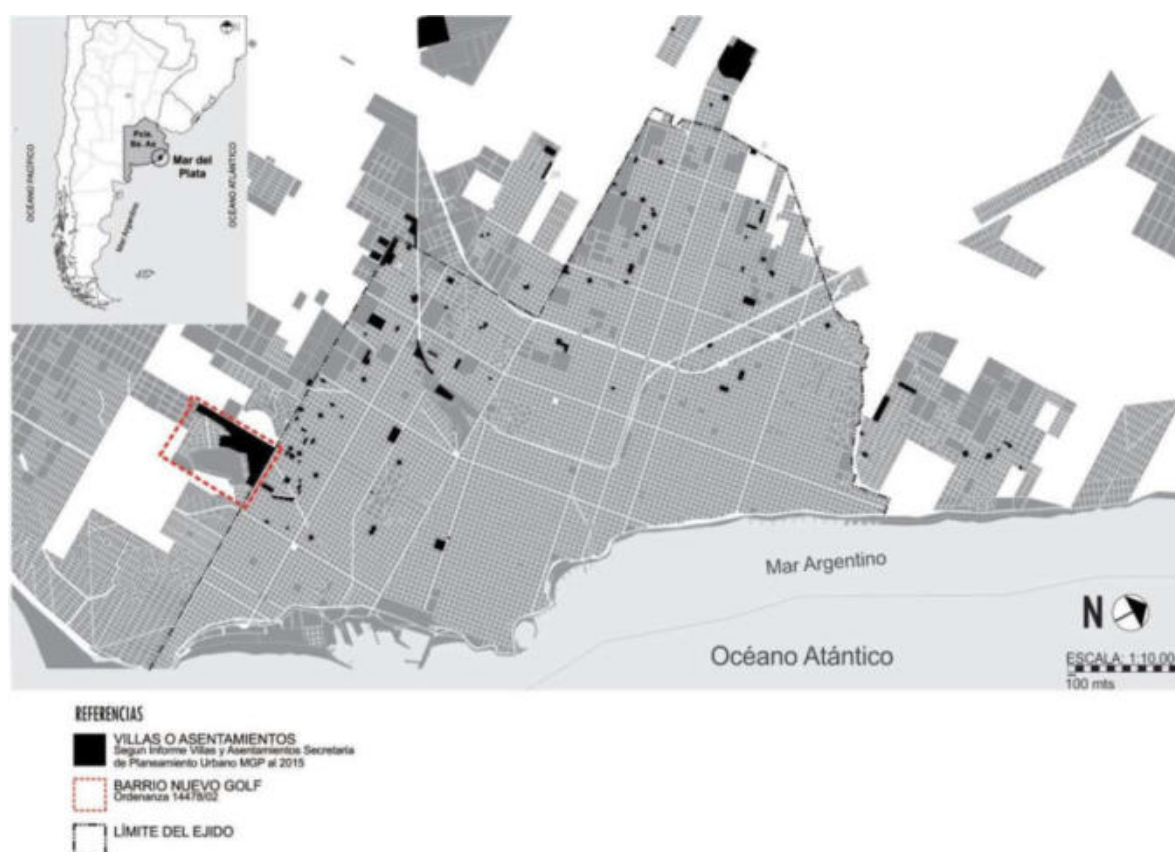 OCÉANO PACÍFICO
Pcia.
Bs. As
Mar del
Plata
Mar Argentino
OCÉANO ATLÁNTICO
Mar Argentino
Océano Atántico
N
ESCALA: 1:10.00
100 mts
REFERENCIAS
VILLAS O ASENTAMIENTOS
Segun Informe Villas y Asentamientos Secretaría
de Planeamiento Urbano MGP al 2015
BARRIO NUEVO GOLF
Ordenanza 14478/02
LÍMITE DEL EJIDO